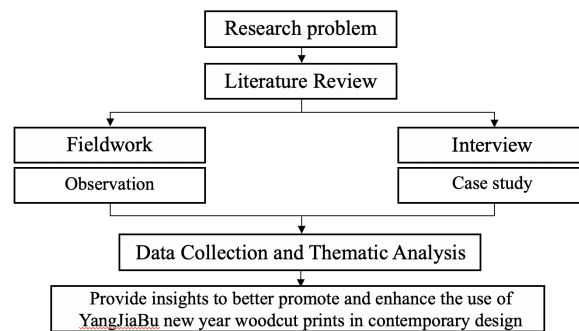 Research problem
Literature Review
Fieldwork
Interview
Observation
Case study
Data Collection and Thematic Analysis
Provide insights to better promote and enhance the use of
YangJiaBu new year woodcut prints in contemporary design